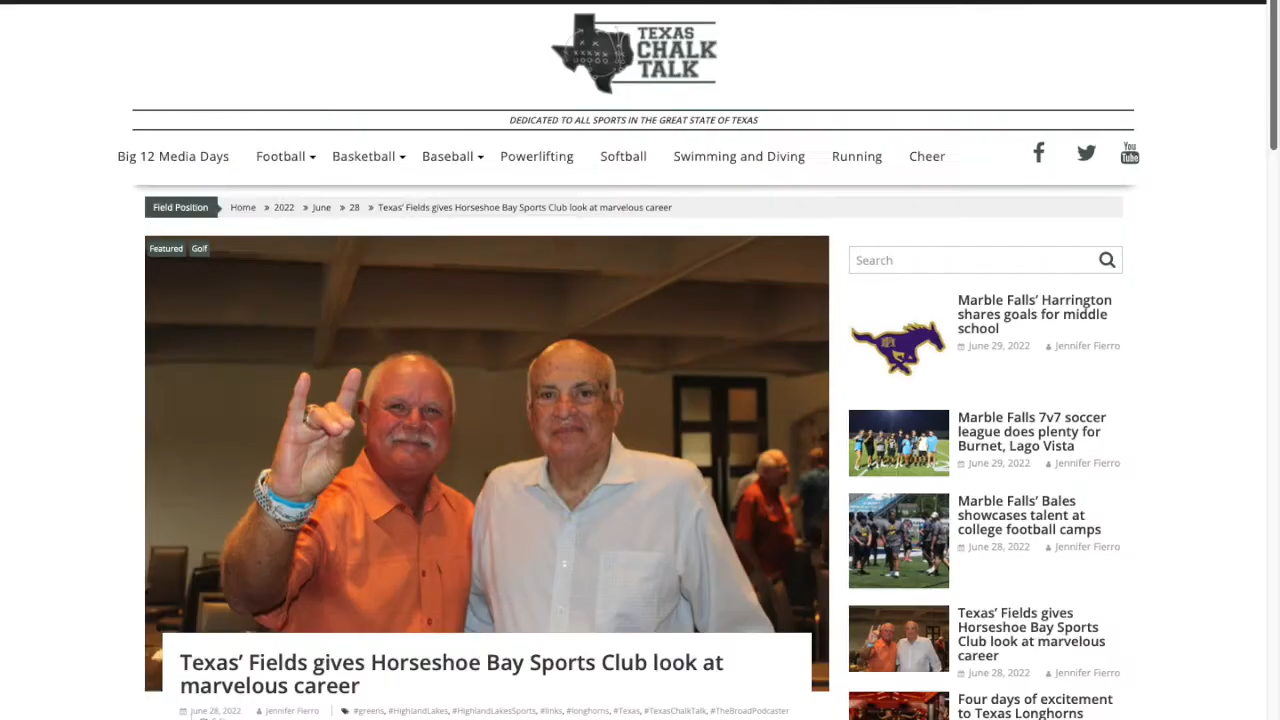 TEXAS
CHALK
TALK
DEDICATED TO ALL SPORTS IN THE GREAT STATE OF TEXAS
Big 12 Media Days Football Basketball Baseball Powerlifting Softball Swimming and Diving Running Cheer
You
Tube
Field Position Home » 2022 » June » 28 » Texas' Fields gives Horseshoe Bay Sports Club look at marvelous career
Featured Golf
Texas' Fields gives Horseshoe Bay Sports Club look at
marvelous career
June 28, 2022 Jennifer Fierro #greens, #HighlandLakes, #HighlandLakesSports, #links, #longhorns, #Texas, #TexasChalkTalk, #TheBroadPodcaster
Search
Marble Falls' Harrington
shares goals for middle
school
June 29, 2022 Jennifer Fierro
Marble Falls 7v7 soccer
league does plenty for
Burnet, Lago Vista
June 29, 2022 Jennifer Fierro
Marble Falls' Bales
showcases talent at
college football camps
June 28, 2022 Jennifer Fierro
Texas' Fields gives
Horseshoe Bay Sports
Club look at marvelous
career
June 28, 2022 Jennifer Fierro
Four days of excitement
to Texas Longhorns